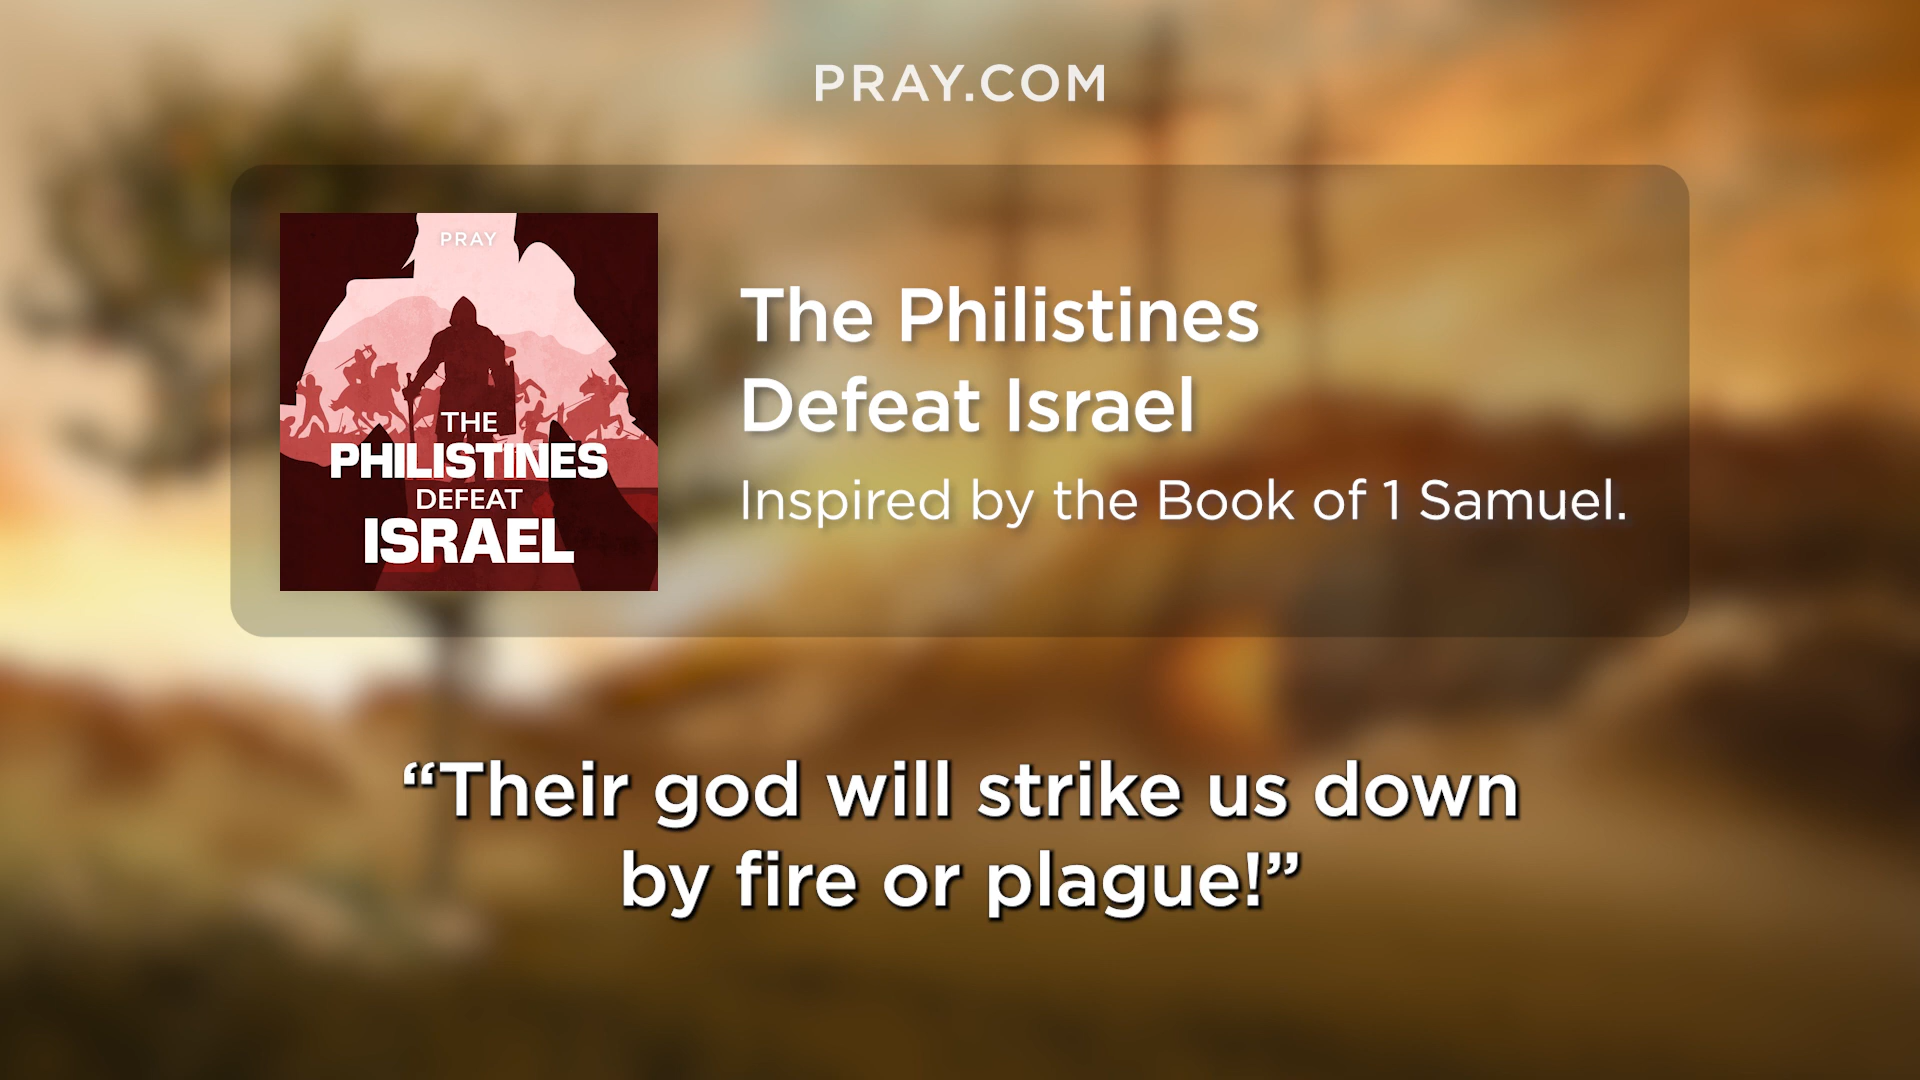 PRAY.COM
PRAY
THE
PHILISTINES
DEFEAT
ISRAEL
The Philistines
Defeat Israel
Inspired by the Book of 1 Samuel.
“Their god will strike us down
by fire or plague!”